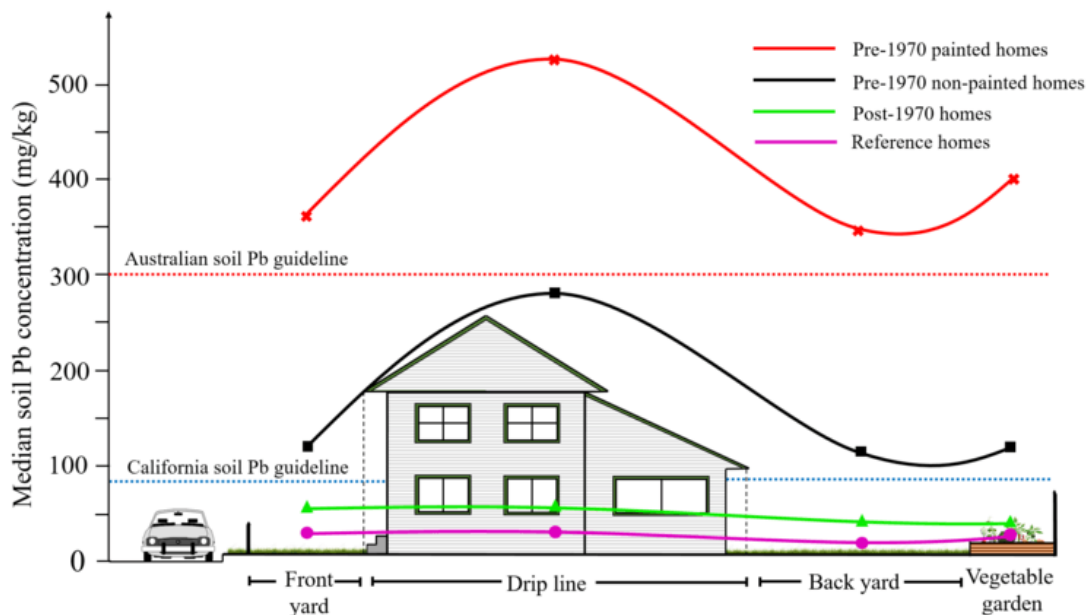 Median soil Pb concentration (mg/kg)
500
400
300
200
100
0
Pre-1970 painted homes
Pre-1970 non-painted homes
Post-1970 homes
Reference homes
Australian soil Pb guideline
California soil Pb guideline
Front
yard
Drip line
Back yard
Vegetable
garden